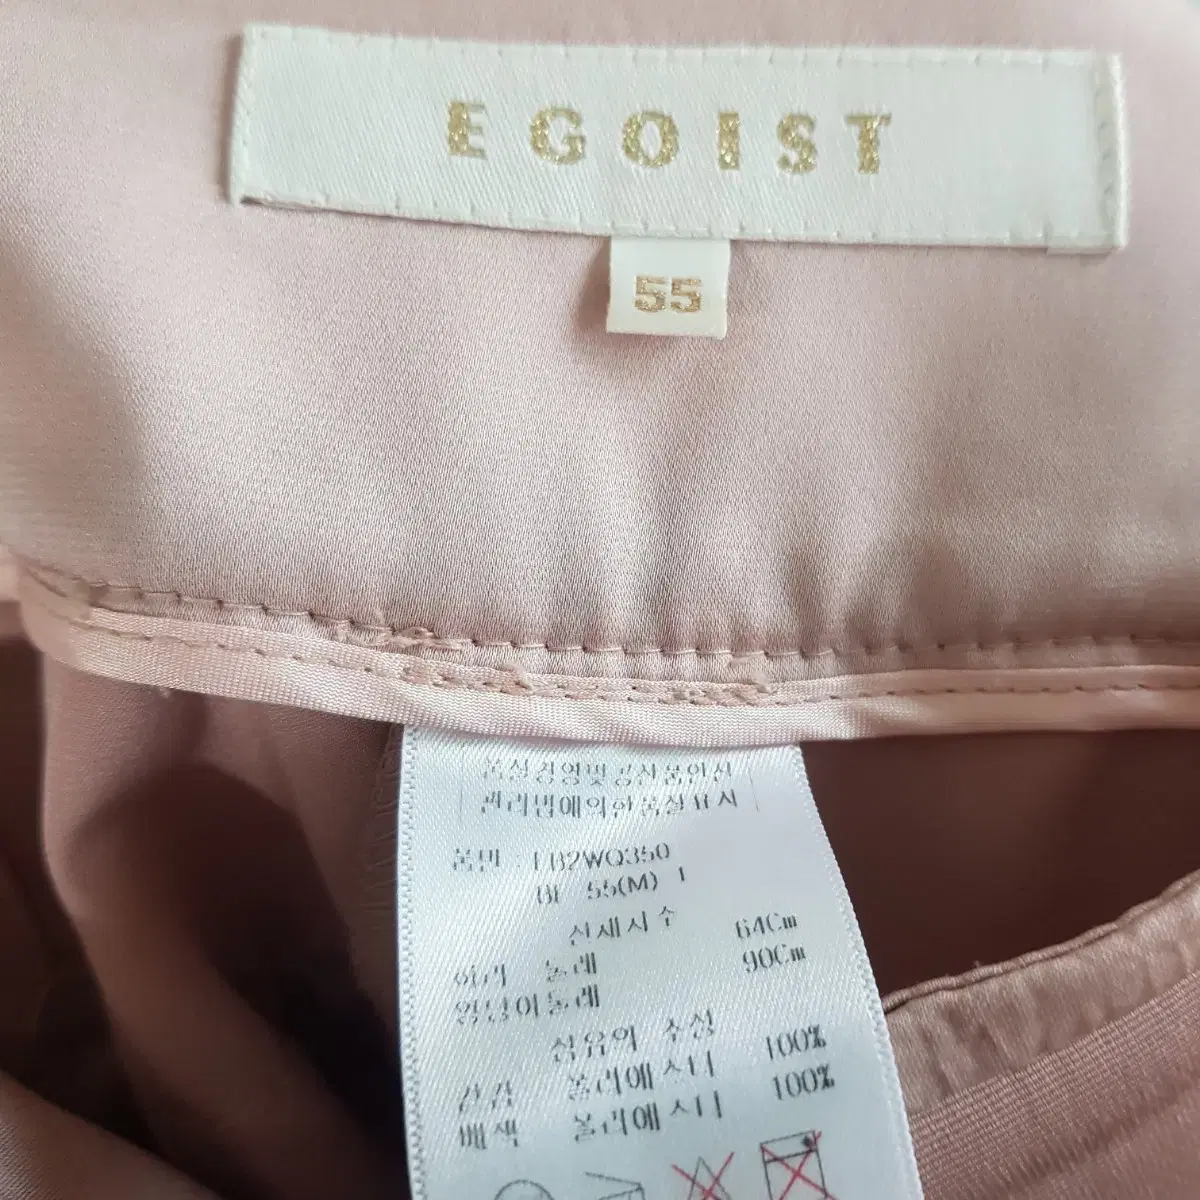 EGOIST
55
품질경영및공산품안전
관리법에의한품질표시
품번 : EB2WQ350
BE 55(M) 1
신체치수
허리 둘레 64Cm
엉덩이둘레 90Cm
섬유의 조성
겉감 폴리에스터 100%
배색 폴리에스터 100%